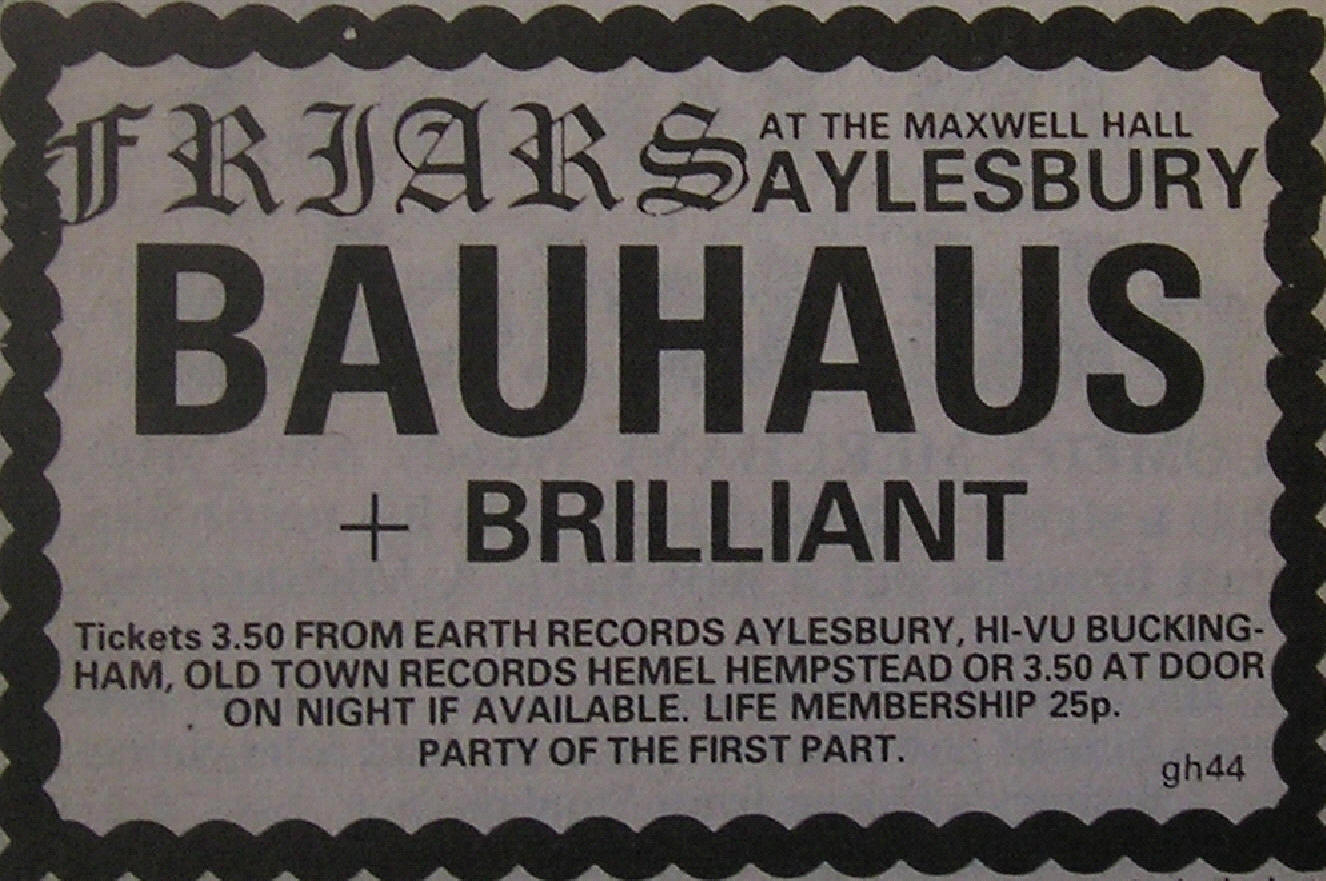 FRIARS AT THE MAXWELL HALL
AYLESBURY
BAUHAUS
+ BRILLIANT
Tickets 3.50 FROM EARTH RECORDS AYLESBURY, HI-VU BUCKING-
HAM, OLD TOWN RECORDS HEMEL HEMPSTEAD OR 3.50 AT DOOR
ON NIGHT IF AVAILABLE. LIFE MEMBERSHIP 25p.
PARTY OF THE FIRST PART.
gh44